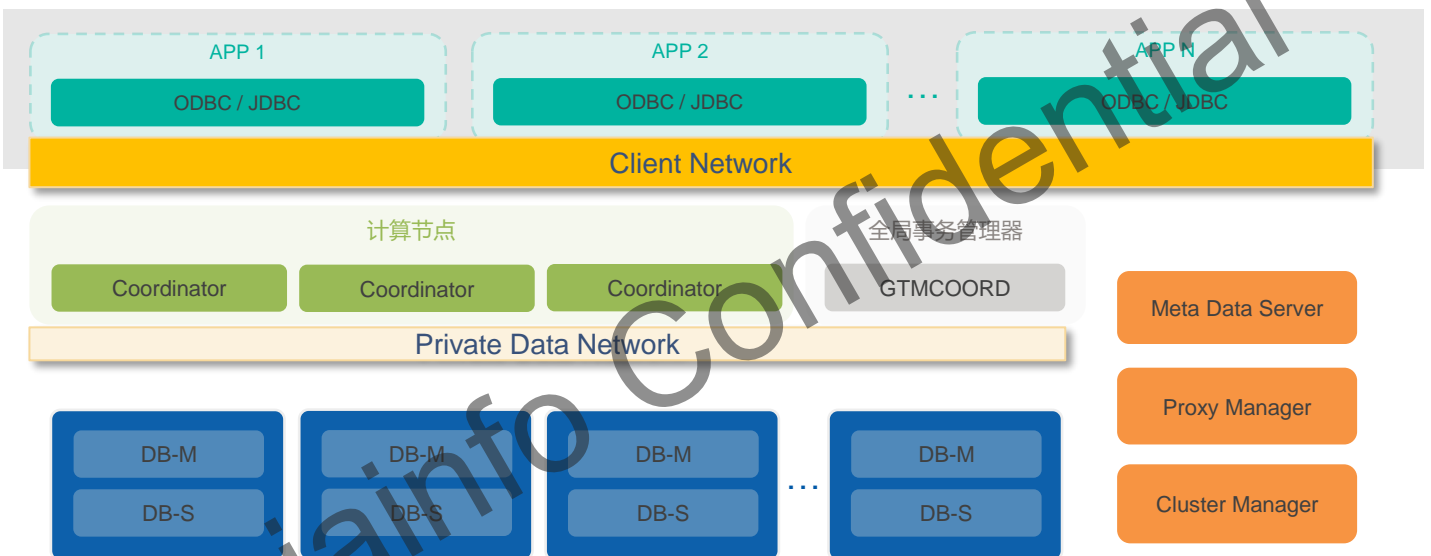 APP 1
APP 2
APP N
ODBC / JDBC
ODBC / JDBC
...
ODBC / JDBC
Client Network
计算节点
全局事务管理器
Coordinator
Coordinator
Coordinator
GTMCOORD
Meta Data Server
Private Data Network
Proxy Manager
DB-M
DB-M
DB-M
DB-M
...
DB-S
DB-S
DB-S
DB-S
Cluster Manager
iainfo Confidential